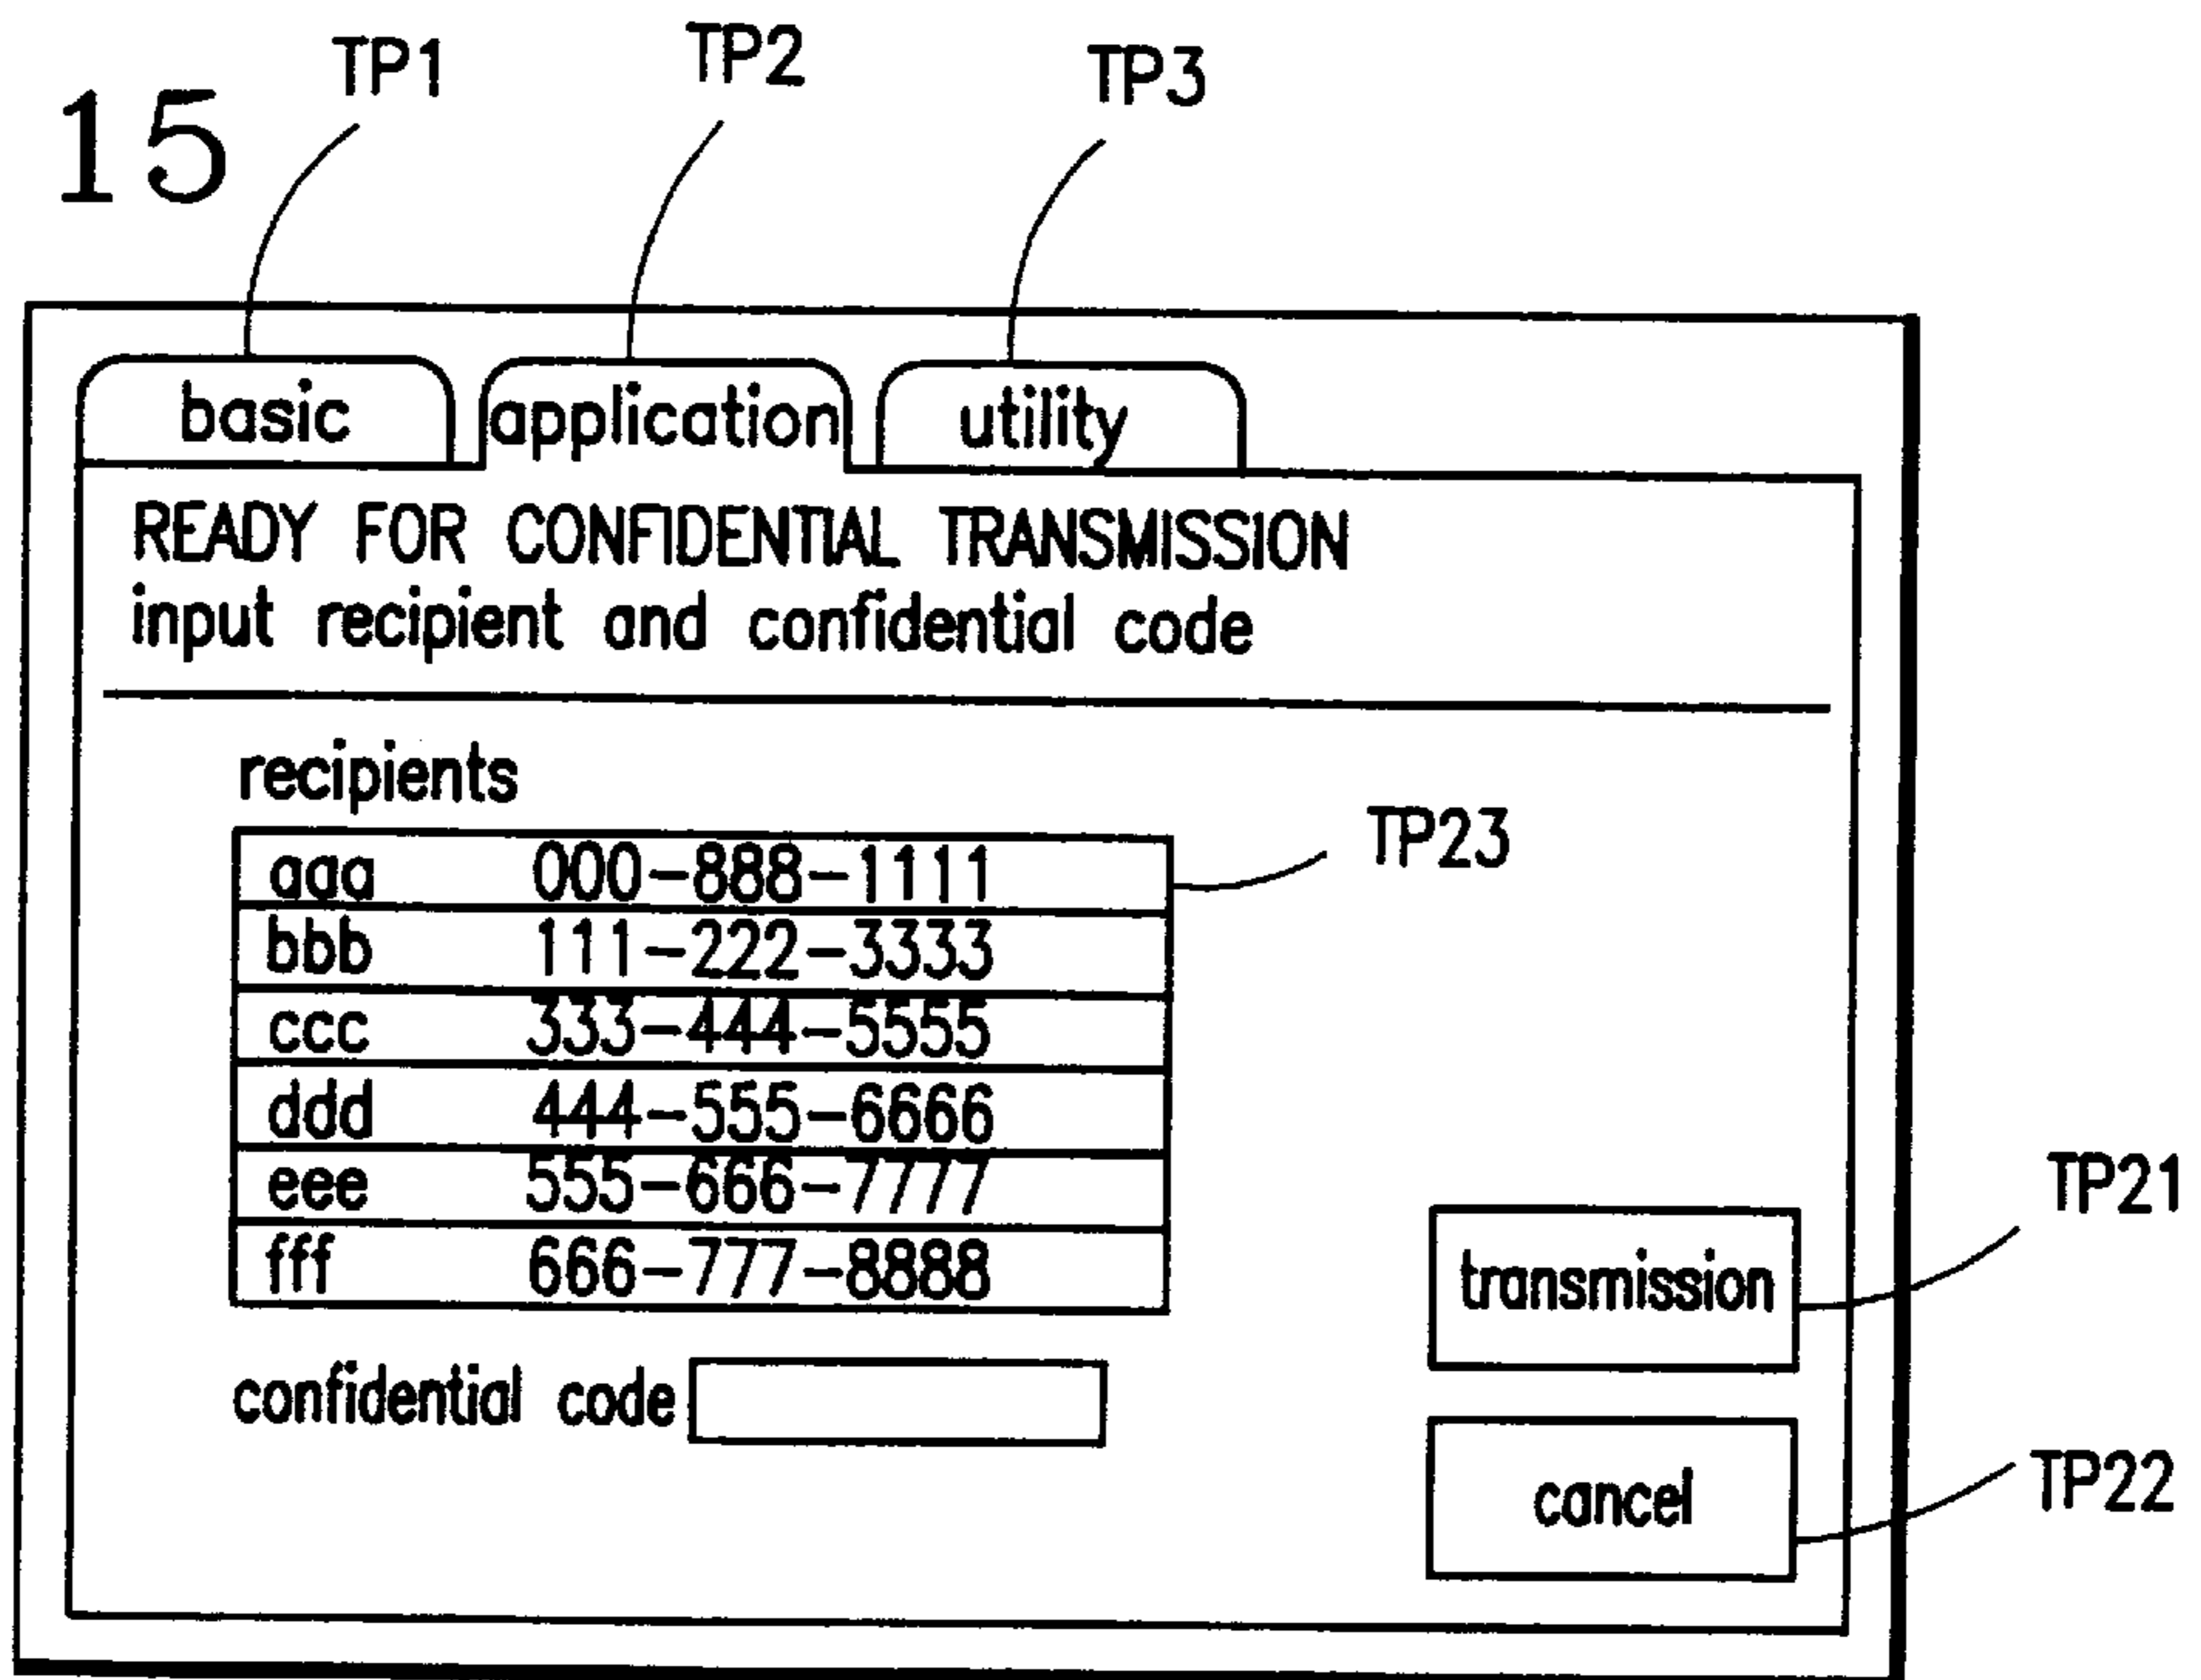 15
TP1 TP2 TP3
basic application utility
READY FOR CONFIDENTIAL TRANSMISSION
input recipient and confidential code
recipients
TP23
aaa 000-888-1111
bbb 111-222-3333
ccc 333-444-5555
ddd 444-555-6666
eee 555-666-7777
fff 666-777-8888
TP21
transmission
confidential code
cancel
TP22